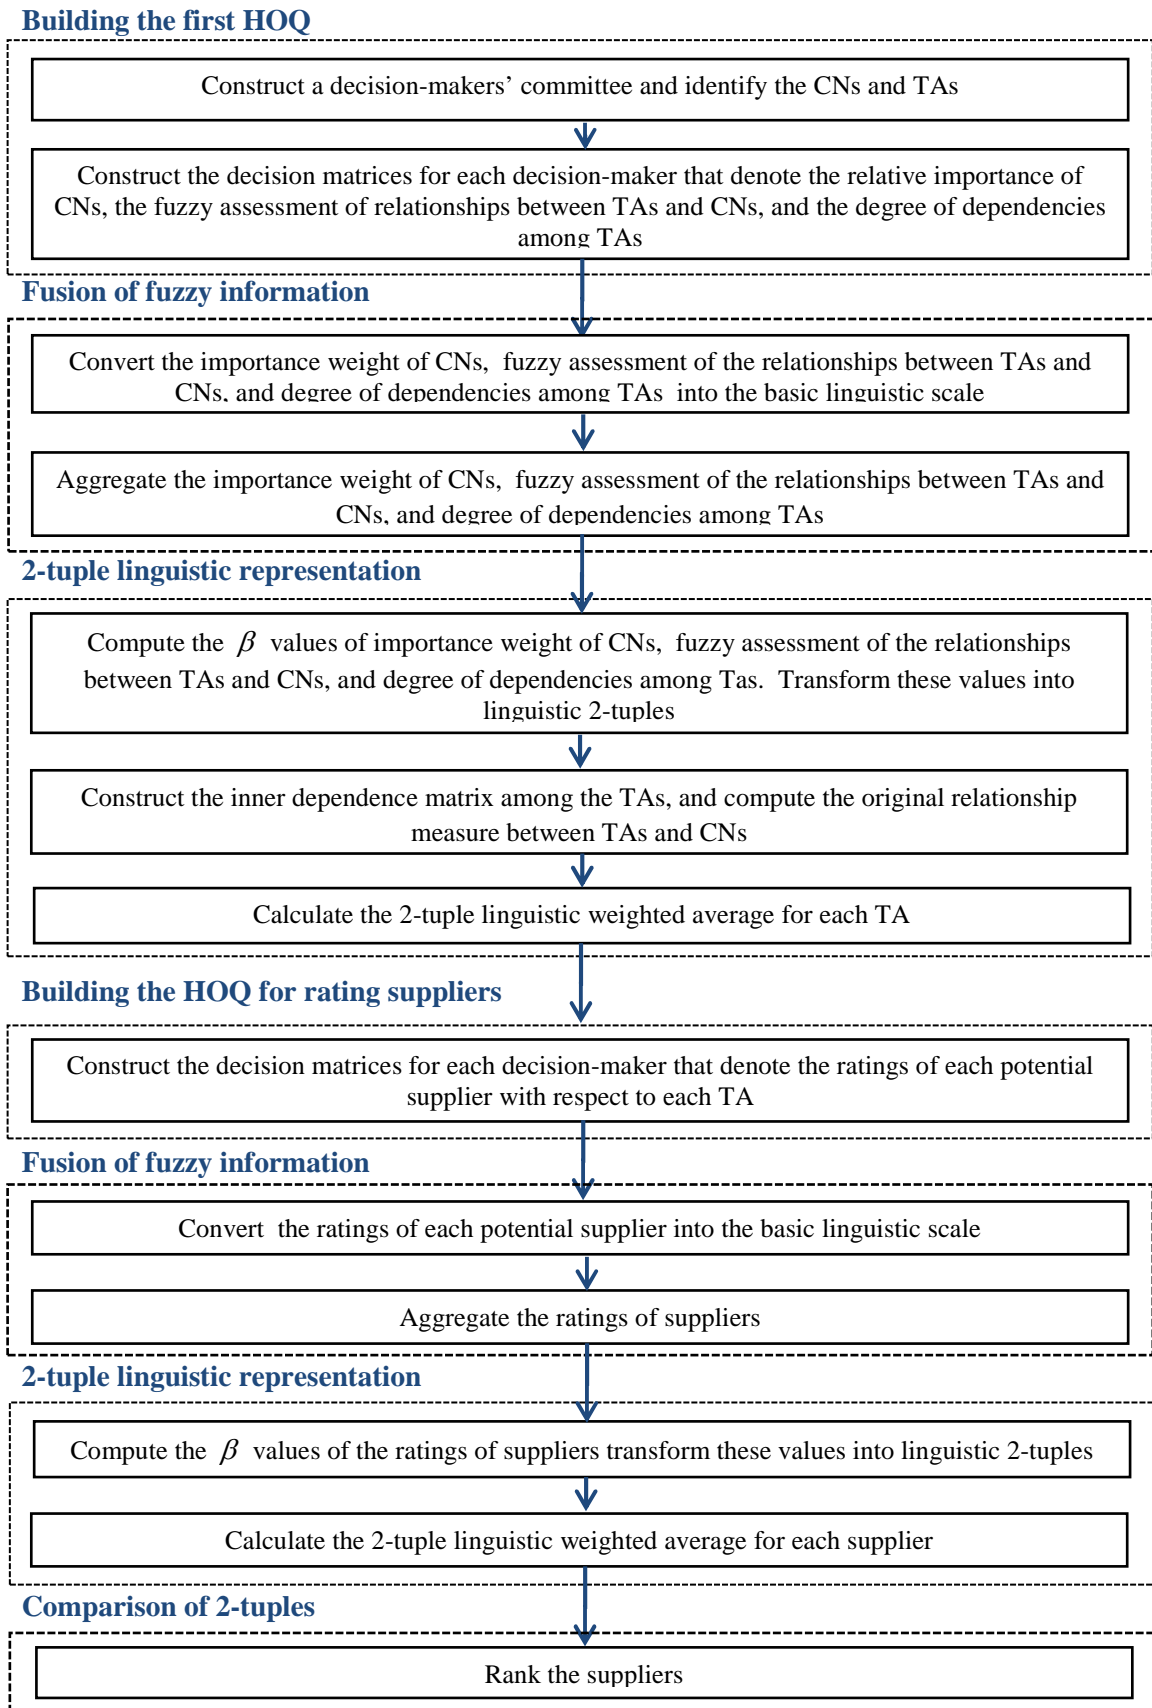 Building the first HOQ
Construct a decision-makers' committee and identify the CNs and TAs
Construct the decision matrices for each decision-maker that denote the relative importance of
CNs, the fuzzy assessment of relationships between TAs and CNs, and the degree of dependencies
among TAs
Fusion of fuzzy information
Convert the importance weight of CNs, fuzzy assessment of the relationships between TAs and
CNs, and degree of dependencies among TAs into the basic linguistic scale
Aggregate the importance weight of CNs, fuzzy assessment of the relationships between TAs and
CNs, and degree of dependencies among TAs
2-tuple linguistic representation
Compute the β values of importance weight of CNs, fuzzy assessment of the relationships
between TAs and CNs, and degree of dependencies among Tas. Transform these values into
linguistic 2-tuples
Construct the inner dependence matrix among the TAs, and compute the original relationship
measure between TAs and CNs
Calculate the 2-tuple linguistic weighted average for each TA
Building the HOQ for rating suppliers
Construct the decision matrices for each decision-maker that denote the ratings of each potential
supplier with respect to each TA
Fusion of fuzzy information
Convert the ratings of each potential supplier into the basic linguistic scale
Aggregate the ratings of suppliers
2-tuple linguistic representation
Compute the β values of the ratings of suppliers transform these values into linguistic 2-tuples
Calculate the 2-tuple linguistic weighted average for each supplier
Comparison of 2-tuples
Rank the suppliers